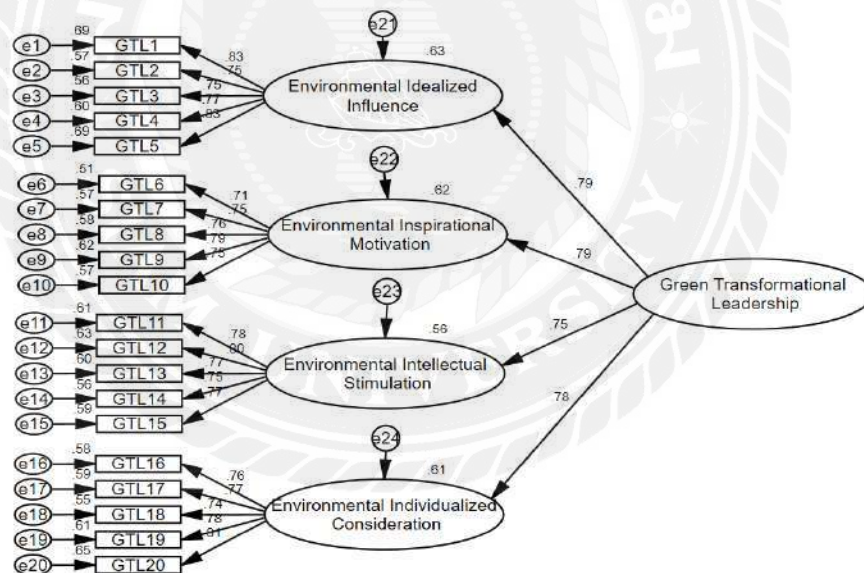 e21
.69
e1 GTL1 .63
.57 .83
e2 GTL2 .75
.56 Environmental Idealized
e3 GTL3 .75
Influence
.60 .77
e4 GTL4 .83
.69
e5 GTL5
e22
.79
.51
e6 GTL6 .62
.57 .71
e7 GTL7 .75
.58 Environmental Inspirational
e8 GTL8 .76
Motivation
.62 .79
e9 GTL9 .75
.79
.57
e10 GTL10
Green Transformational
Leadership
e23
.61
e11 GTL11 .56
.63 .78 .75
e12 GTL12 .80
.60 Environmental Intellectual
e13 GTL13 .77
Stimulation
.56 .75
e14 GTL14 .77
.59
e15 GTL15
.78
e24
.58
e16 GTL16 .61
.59 .76
e17 GTL17 .77
.55 Environmental Individualized
e18 GTL18 .74
Consideration
.61 .78
e19 GTL19 .81
.65
e20 GTL20